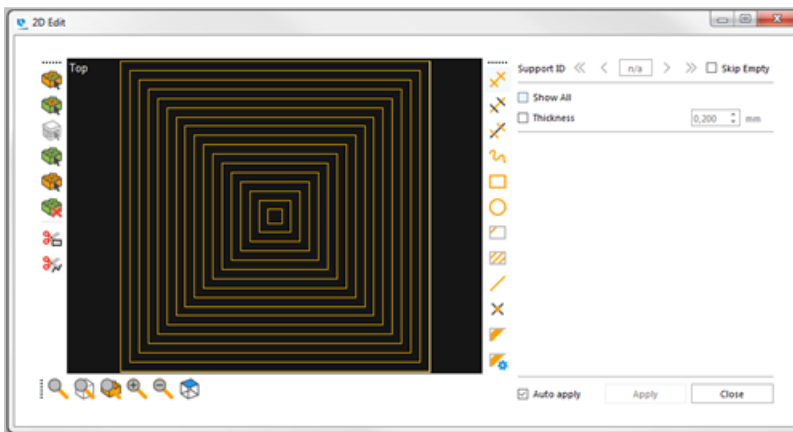 2D Edit
Top
Support ID n/a Skip Empty
Show All
Thickness 0,200 mm
Auto apply Apply Close